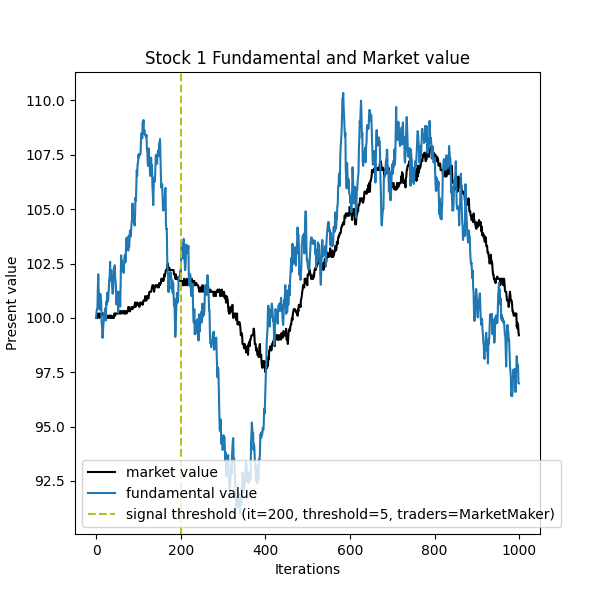 Stock 1 Fundamental and Market value
Present value
110.0
107.5
105.0
102.5
100.0
97.5
95.0
92.5
market value
fundamental value
signal threshold (it=200, threshold=5, traders=MarketMaker)
0 200 400 600 800 1000
Iterations